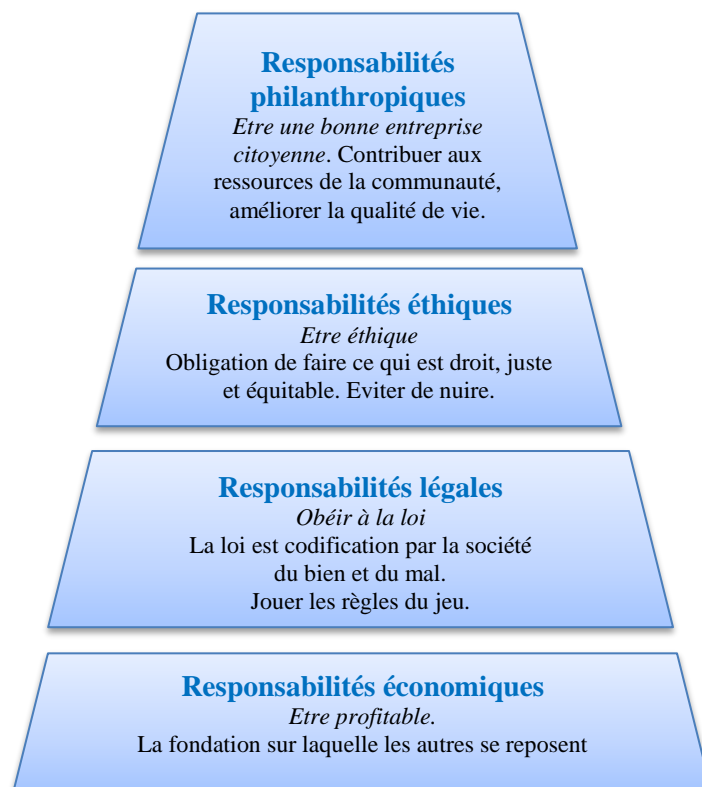 Responsabilités
philanthropiques
Etre une bonne entreprise
citoyenne. Contribuer aux
ressources de la communauté,
améliorer la qualité de vie.
Responsabilités éthiques
Etre éthique
Obligation de faire ce qui est droit, juste
et équitable. Eviter de nuire.
Responsabilités légales
Obéir à la loi
La loi est codification par la société
du bien et du mal.
Jouer les règles du jeu.
Responsabilités économiques
Etre profitable.
La fondation sur laquelle les autres se reposent